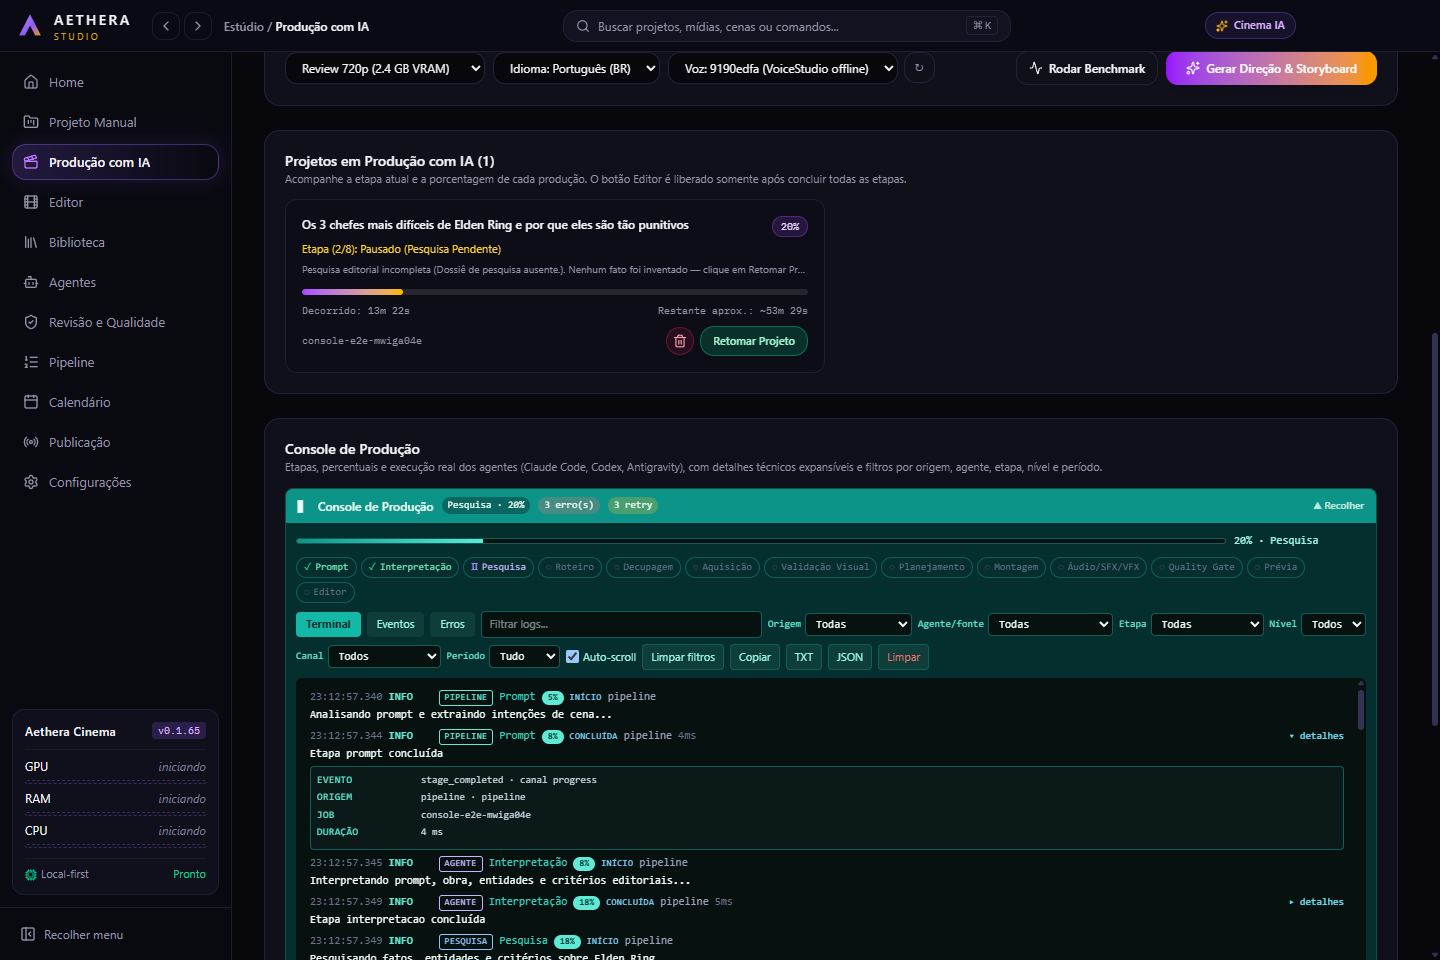 AETHERA
STUDIO
Estúdio / Produção com IA
Buscar projetos, mídias, cenas ou comandos...
⌘ K
Cinema IA
Home
Projeto Manual
Produção com IA
Editor
Biblioteca
Agentes
Revisão e Qualidade
Pipeline
Calendário
Publicação
Configurações
Aethera Cinema v0.1.65
GPU iniciando
RAM iniciando
CPU iniciando
Local-first Pronto
Recolher menu
Review 720p (2.4 GB VRAM)
Idioma: Português (BR)
Voz: 9190edfa (VoiceStudio offline)
Rodar Benchmark
Gerar Direção & Storyboard
Projetos em Produção com IA (1)
Acompanhe a etapa atual e a porcentagem de cada produção. O botão Editor é liberado somente após concluir todas as etapas.
Os 3 chefes mais difíceis de Elden Ring e por que eles são tão punitivos 20%
Etapa (2/8): Pausado (Pesquisa Pendente)
Pesquisa editorial incompleta (Dossiê de pesquisa ausente.). Nenhum fato foi inventado — clique em Retomar Pr...
Decorrido: 13m 22s Restante aprox.: ~53m 29s
console-e2e-mwiga04e Retomar Projeto
Console de Produção
Etapas, percentuais e execução real dos agentes (Claude Code, Codex, Antigravity), com detalhes técnicos expansíveis e filtros por origem, agente, etapa, nível e período.
Console de Produção Pesquisa · 20% 3 erro(s) 3 retry ▲ Recolher
20% · Pesquisa
✓ Prompt ✓ Interpretação Pesquisa Roteiro Decupagem Aquisição Validação Visual Planejamento Montagem Áudio/SFX/VFX Quality Gate Prévia
Editor
Terminal Eventos Erros Filtrar logs... Origem Todas Agente/fonte Todas Etapa Todas Nível Todos
Canal Todos Período Tudo Auto-scroll Limpar filtros Copiar TXT JSON Limpar
23:12:57.340 INFO PIPELINE Prompt 5% INÍCIO pipeline
Analisando prompt e extraindo intenções de cena...
23:12:57.344 INFO PIPELINE Prompt 8% CONCLUÍDA pipeline 4ms ▾ detalhes
Etapa prompt concluída
EVENTO stage_completed · canal progress
ORIGEM pipeline · pipeline
JOB console-e2e-mwiga04e
DURAÇÃO 4 ms
23:12:57.345 INFO AGENTE Interpretação 8% INÍCIO pipeline
Interpretando prompt, obra, entidades e critérios editoriais...
23:12:57.349 INFO AGENTE Interpretação 18% CONCLUÍDA pipeline 5ms ▸ detalhes
Etapa interpretacao concluída
23:12:57.349 INFO PESQUISA Pesquisa 18% INÍCIO pipeline
Pesquisando fatos, entidades e critérios sobre Elden Ring